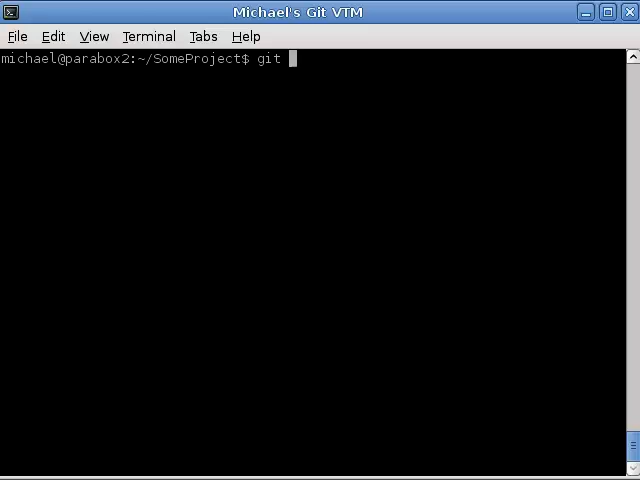 Michael's Git VTM
File Edit View Terminal Tabs Help
michael@parabox2:~/SomeProject$ git